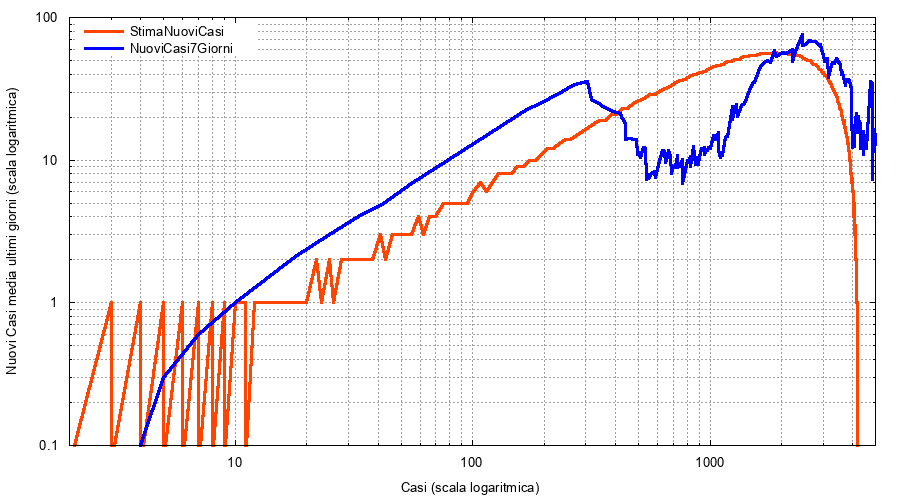 100
StimaNuoviCasi
NuoviCasi7Giorni
10
1
0.1
10
100
1000
Nuovi Casi media ultimi giorni (scala logaritmica)
Casi (scala logaritmica)